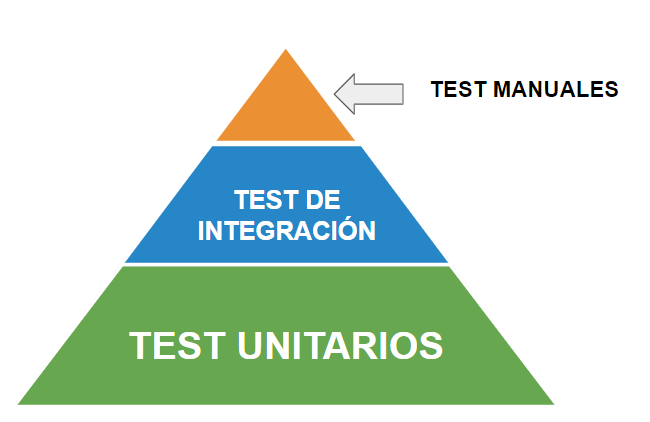 TEST MANUALES
TEST DE
INTEGRACIÓN
TEST UNITARIOS